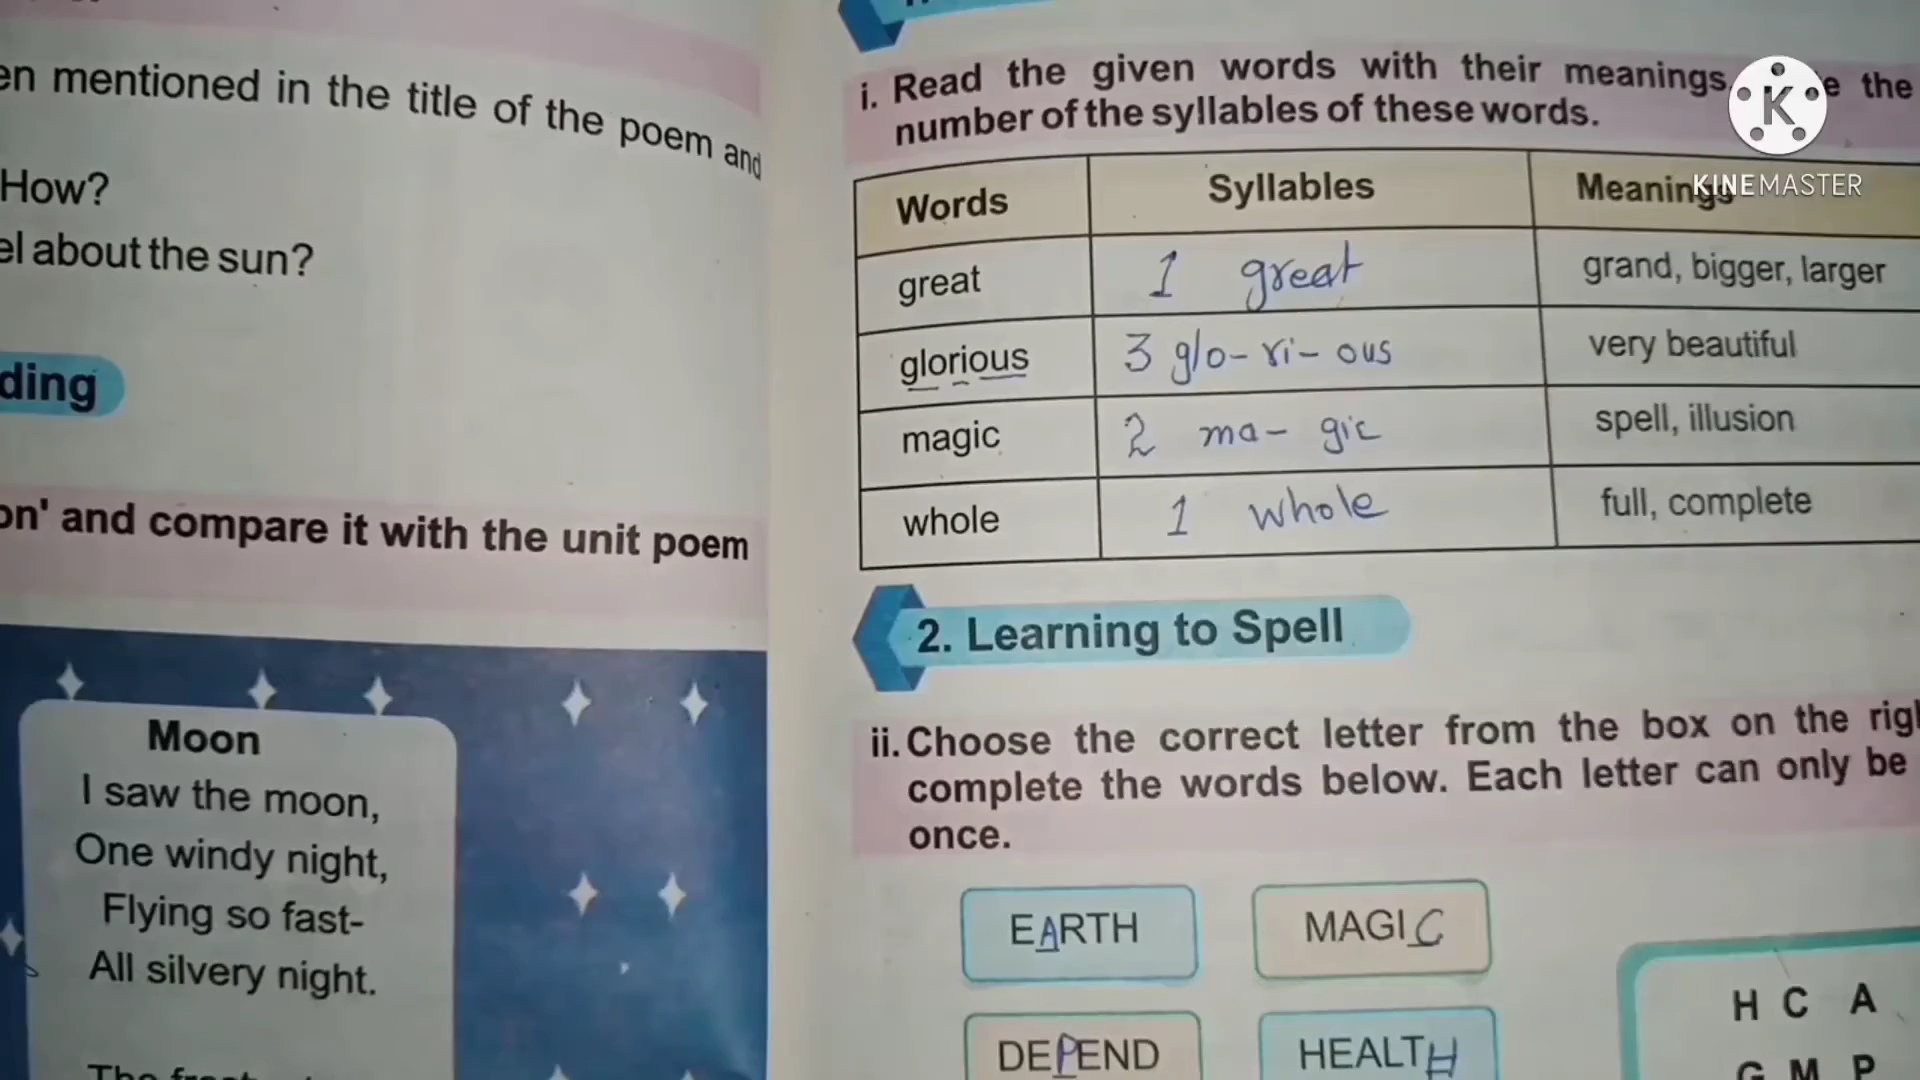 en mentioned in the title of the poem and
How?
el about the sun?
ding
on' and compare it with the unit poem
Moon
I saw the moon,
One windy night,
Flying so fast-
All silvery night.
i. Read the given words with their meanings. the
number of the syllables of these words.
KINEMASTER
Words Syllables Meanings
great 1 great grand, bigger, larger
glorious 3 glo- ri- ous very beautiful
magic 2 ma- gic spell, illusion
whole 1 whole full, complete
2. Learning to Spell
ii. Choose the correct letter from the box on the righ
complete the words below. Each letter can only be
once.
EARTH MAGIC
DEPEND HEALTH
H C A
G M P